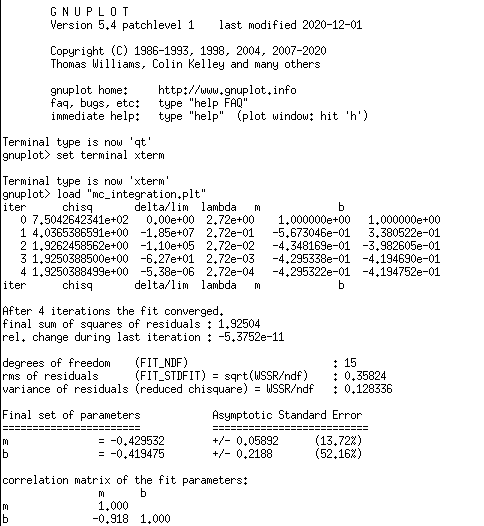 G N U P L O T
Version 5.4 patchlevel 1    last modified 2020-12-01
Copyright (C) 1986-1993, 1998, 2004, 2007-2020
Thomas Williams, Colin Kelley and many others
gnuplot home:     http://www.gnuplot.info
faq, bugs, etc:   type "help FAQ"
immediate help:   type "help"  (plot window: hit 'h')
Terminal type is now 'qt'
gnuplot> set terminal xterm
Terminal type is now 'xterm'
gnuplot> load "mc_integration.plt"
iter      chisq       delta/lim  lambda   m             b
0 7.5042642341e+02   0.00e+00  2.72e+00    1.000000e+00   1.000000e+00
1 4.0365386591e+00  -1.85e+07  2.72e-01   -5.673046e-01   3.380522e-01
2 1.9262458562e+00  -1.10e+05  2.72e-02   -4.348169e-01  -3.982605e-01
3 1.9250388500e+00  -6.27e+01  2.72e-03   -4.295338e-01  -4.194690e-01
4 1.9250388499e+00  -5.38e-06  2.72e-04   -4.295322e-01  -4.194752e-01
iter      chisq       delta/lim  lambda   m             b
After 4 iterations the fit converged.
final sum of squares of residuals : 1.92504
rel. change during last iteration : -5.3752e-11
degrees of freedom    (FIT_NDF)                        : 15
rms of residuals      (FIT_STDFIT) = sqrt(WSSR/ndf)    : 0.35824
variance of residuals (reduced chisquare) = WSSR/ndf   : 0.128336
Final set of parameters            Asymptotic Standard Error
=======================            ==========================
m               = -0.429532        +/- 0.05892      (13.72%)
b               = -0.419475        +/- 0.2188       (52.16%)
correlation matrix of the fit parameters:
m      b
m               1.000
b              -0.918  1.000